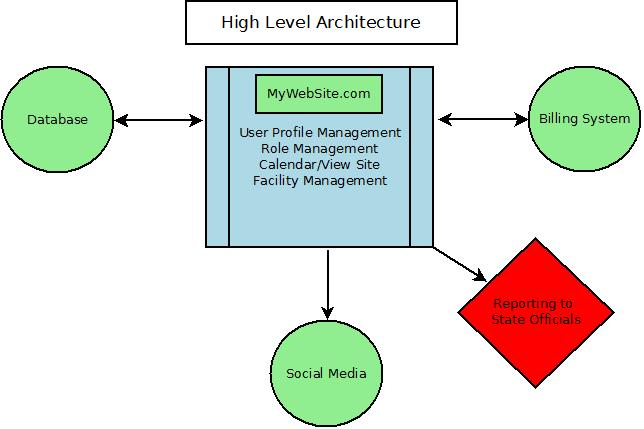 High Level Architecture
MyWebSite.com
Database
Billing System
User Profile Management
Role Management
Calendar/View Site
Facility Management
Reporting to
State Officials
Social Media